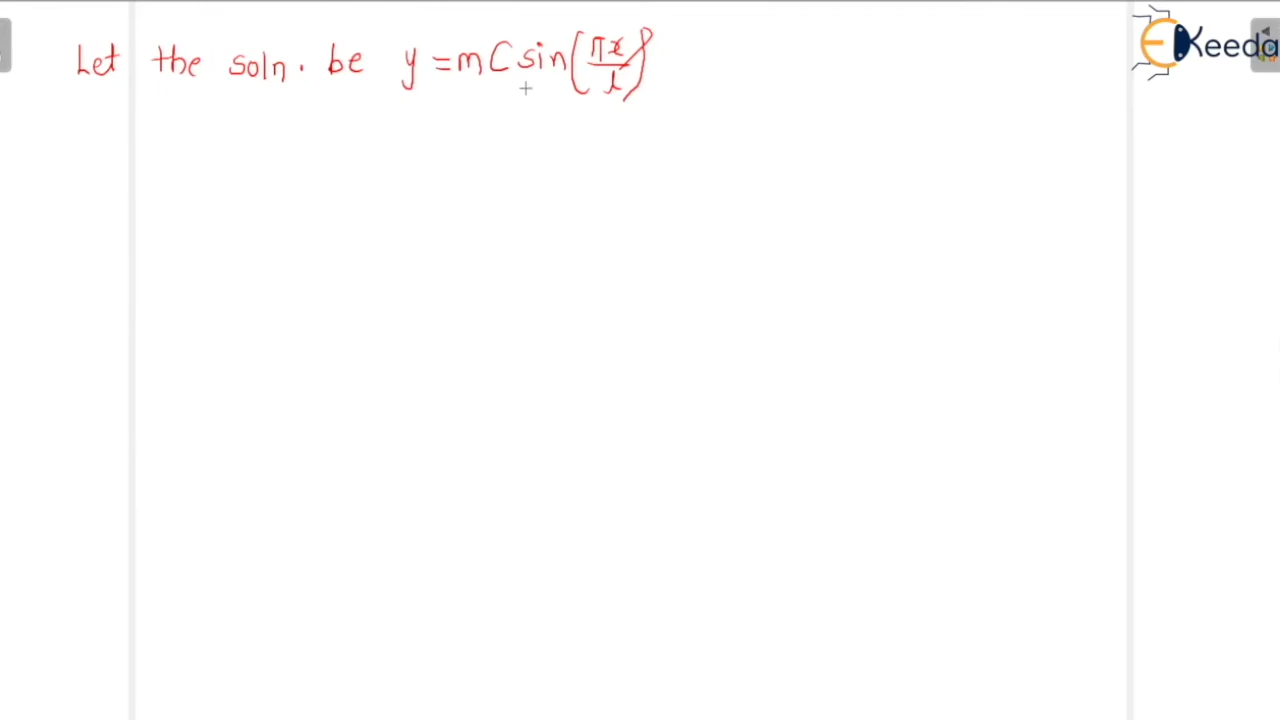 Let the soln. be y = mC sin(πx/l)
EKeeda